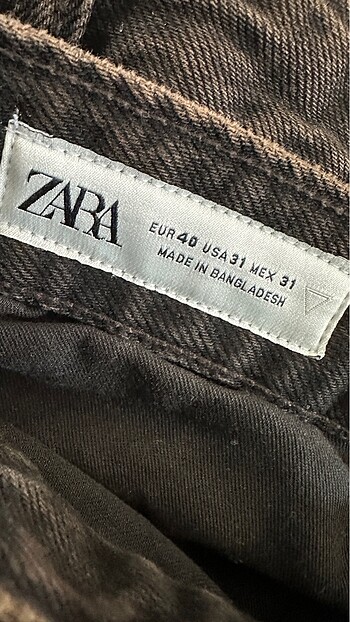 ZARA
EUR 40 USA 31 MEX 31
MADE IN BANGLADESH